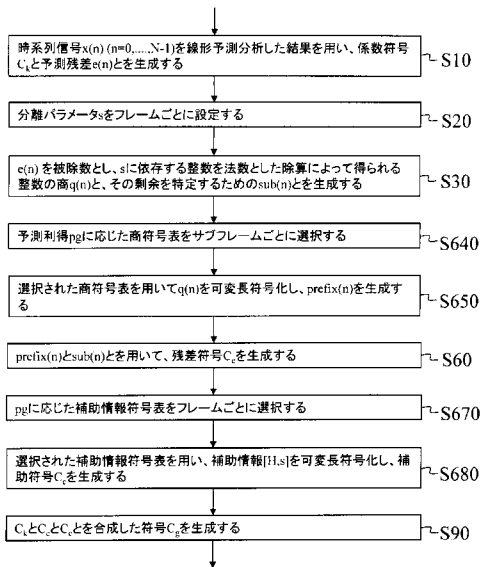 時系列信号x(n) (n=0,....,N-1)を線形予測分析した結果を用い、係数符号
Ckと予測残差e(n)とを生成する
S10
分離パラメータsをフレームごとに設定する
S20
e(n) を被除数とし、sに依存する整数を法数とした除算によって得られる
整数の商q(n)と、その剰余を特定するためのsub(n)とを生成する
S30
予測利得pgに応じた商符号表をサブフレームごとに選択する
S640
選択された商符号表を用いてq(n)を可変長符号化し、prefix(n)を生成す
る
S650
prefix(n)とsub(n)とを用いて、残差符号Ceを生成する
S60
pgに応じた補助情報符号表をフレームごとに選択する
S670
選択された補助情報符号表を用い、補助情報[H,s]を可変長符号化し、補
助符号Ccを生成する
S680
CkとCeとCcとを合成した符号Cgを生成する
S90